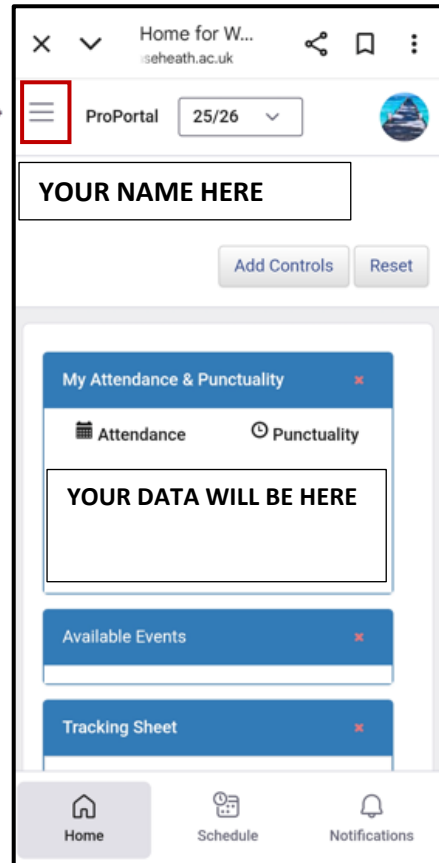 Home for W...
seheath.ac.uk
ProPortal 25/26
YOUR NAME HERE
Add Controls Reset
My Attendance & Punctuality
Attendance Punctuality
YOUR DATA WILL BE HERE
Available Events
Tracking Sheet
Home Schedule Notifications